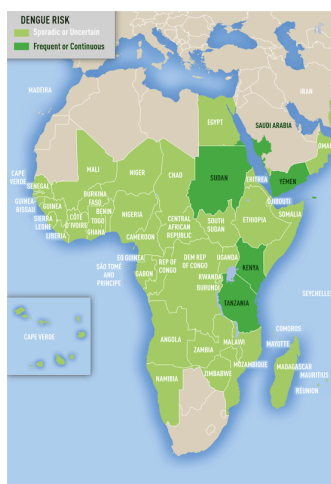 DENGUE RISK
Sporadic or Uncertain
Frequent or Continuous
MADEIRA
IRAN
EGYPT
SAUDI ARABIA
OMAN
CAPE
VERDE
MALI
NIGER
CHAD
SUDAN
ERITREA
YEMEN
SENEGAL
GUINEA-
BISSAU
GUINEA
BURKINA
FASO
BENIN
DJIBOUTI
SIERRA
LEONE
CÔTE
D'IVOIRE
TOGO
NIGERIA
SOMALIA
LIBERIA
GHANA
CENTRAL
AFRICAN
REPUBLIC
SOUTH
SUDAN
ETHIOPIA
CAMEROON
EQ GUINEA
SÃO TOMÉ
AND
PRINCIPE
GABON
REP OF
CONGO
DEM REP
OF CONGO
UGANDA
KENYA
RWANDA
BURUNDI
TANZANIA
SEYCHELLES
CAPE VERDE
COMOROS
ANGOLA
MALAWI
MAYOTTE
ZAMBIA
MOZAMBIQUE
MADAGASCAR
MAURITIUS
ZIMBABWE
NAMIBIA
REUNION